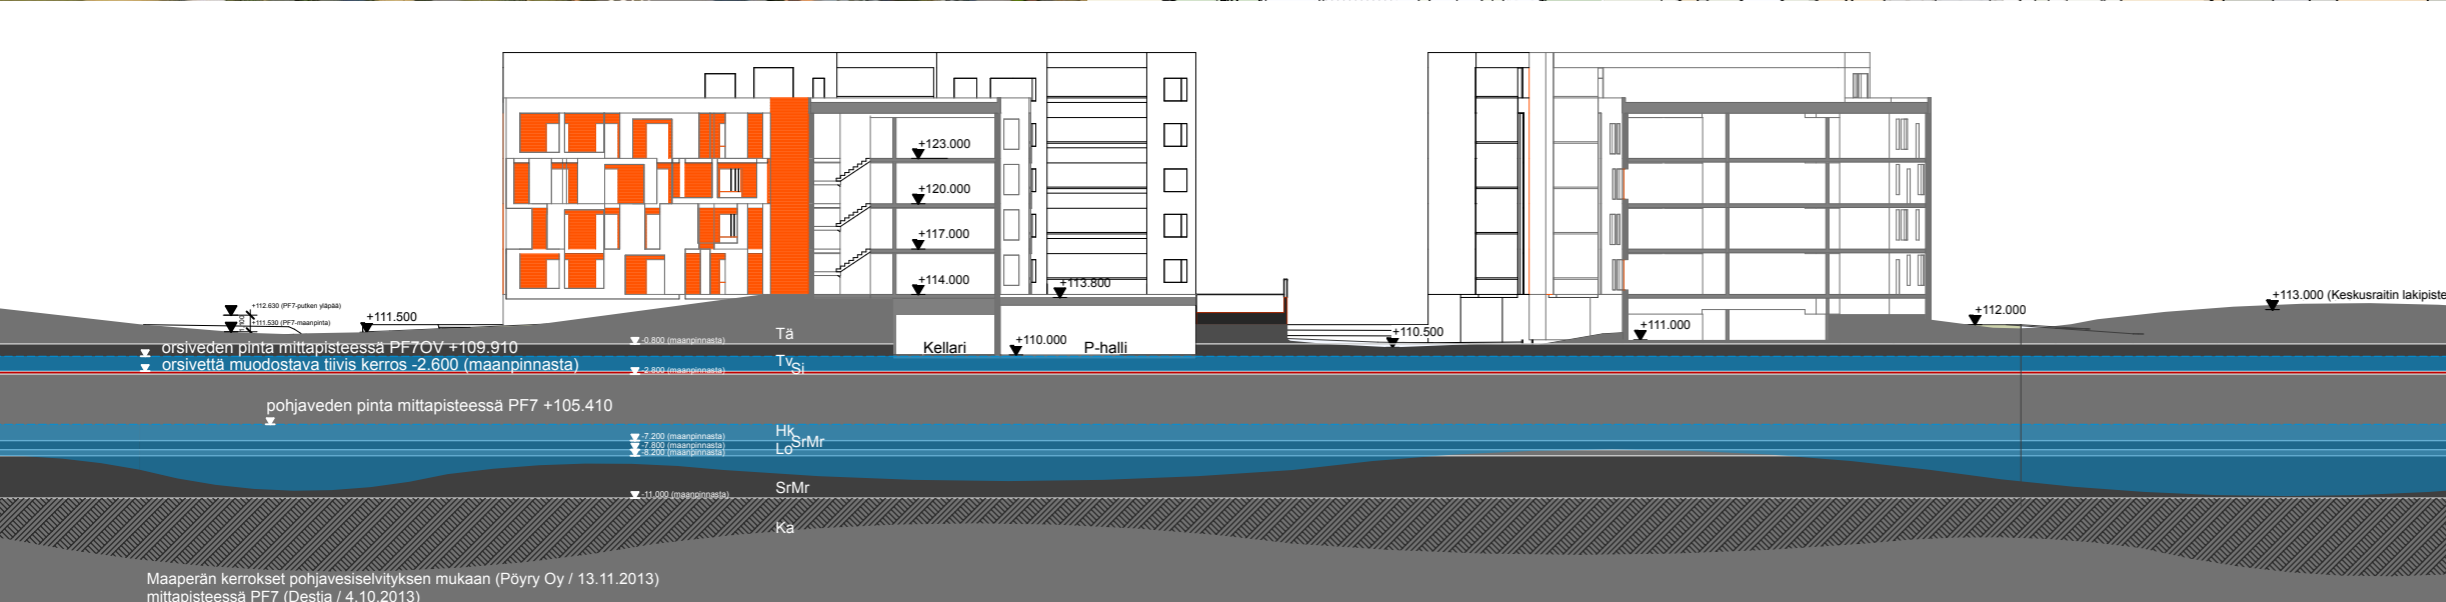 +123.000
+120.000
+117.000
+114.000
+113.800
+112.630 (PF7-putken yläpää)
+111.530 (PF7-maanpinta)
1.100
+111.500
+110.500
+111.000
+112.000
+113.000 (Keskusraitin lakipiste
Kellari
+110.000
P-halli
-0.800 (maanpinnasta)
Tä
orsiveden pinta mittapisteessä PF7OV +109.910
orsivettä muodostava tiivis kerros -2.600 (maanpinnasta)
-2.800 (maanpinnasta)
Tv
Si
pohjaveden pinta mittapisteessä PF7 +105.410
Hk
-7.200 (maanpinnasta)
SrMr
-7.800 (maanpinnasta)
Lo
-8.200 (maanpinnasta)
SrMr
-11.000 (maanpinnasta)
Ka
Maaperän kerrokset pohjavesiselvityksen mukaan (Pöyry Oy / 13.11.2013)
mittapisteessä PF7 (Destia / 4.10.2013)